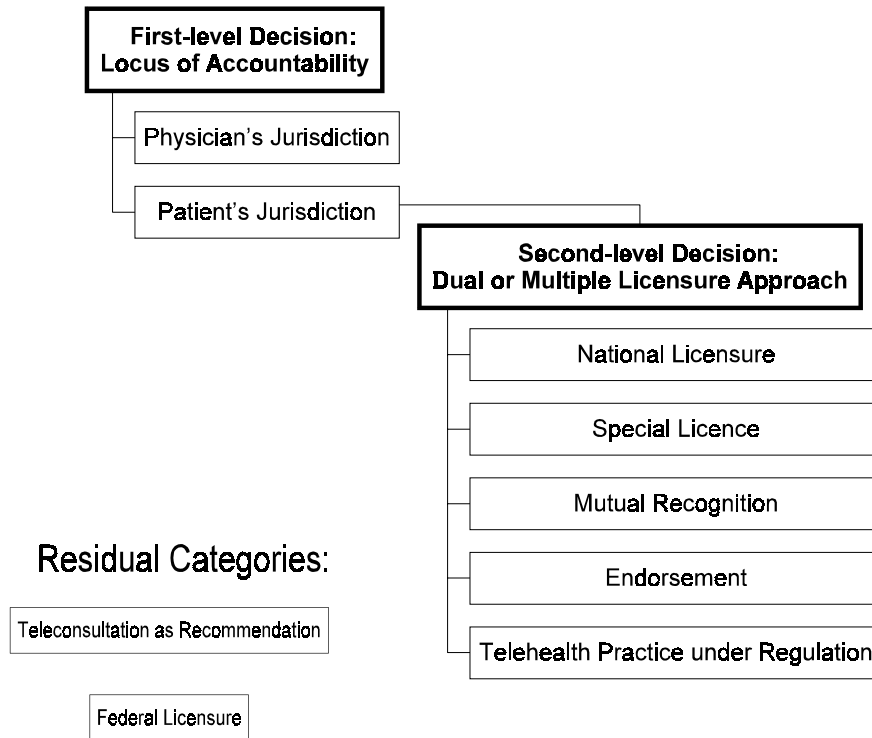 First-level Decision:
Locus of Accountability
Physician's Jurisdiction
Patient's Jurisdiction
Second-level Decision:
Dual or Multiple Licensure Approach
National Licensure
Special Licence
Mutual Recognition
Endorsement
Telehealth Practice under Regulation
Residual Categories:
Teleconsultation as Recommendation
Federal Licensure